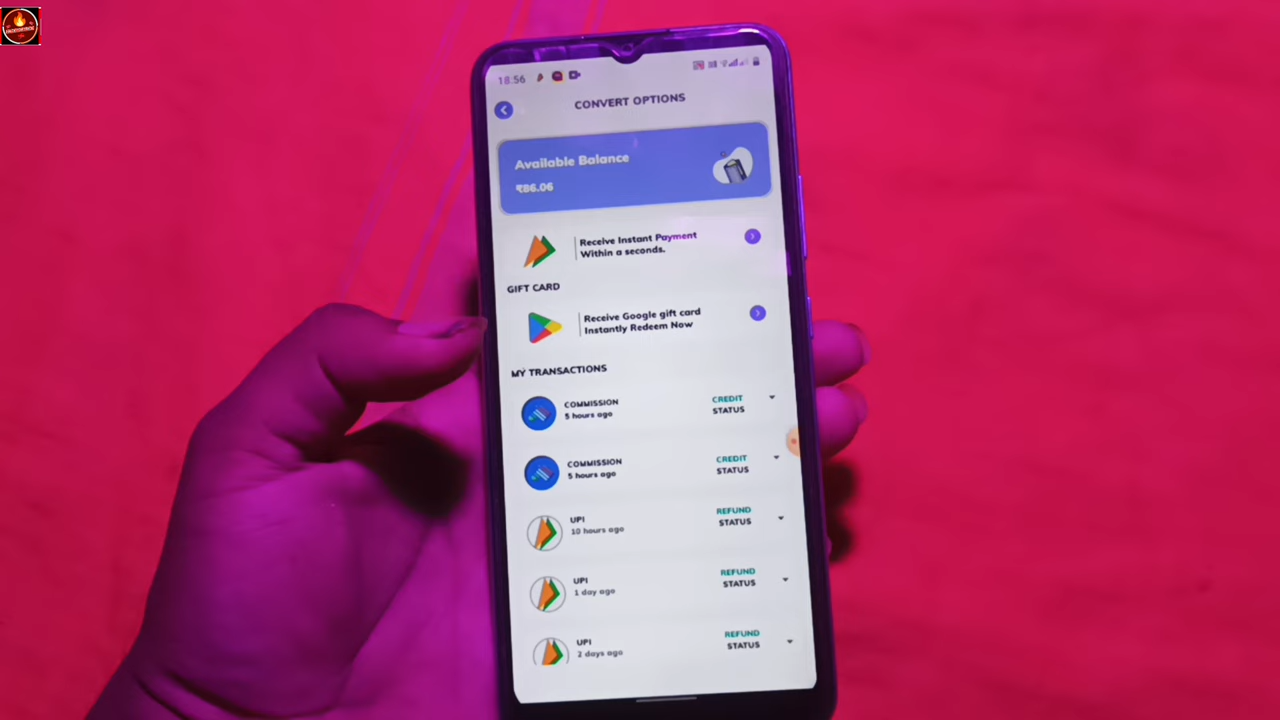 18:56
CONVERT OPTIONS
Available Balance
₹86.06
Receive Instant Payment
Within a seconds.
GIFT CARD
Receive Google gift card
Instantly Redeem Now
MY TRANSACTIONS
COMMISSION
5 hours ago
CREDIT
STATUS
COMMISSION
5 hours ago
CREDIT
STATUS
UPI
10 hours ago
REFUND
STATUS
UPI
1 day ago
REFUND
STATUS
UPI
2 days ago
REFUND
STATUS